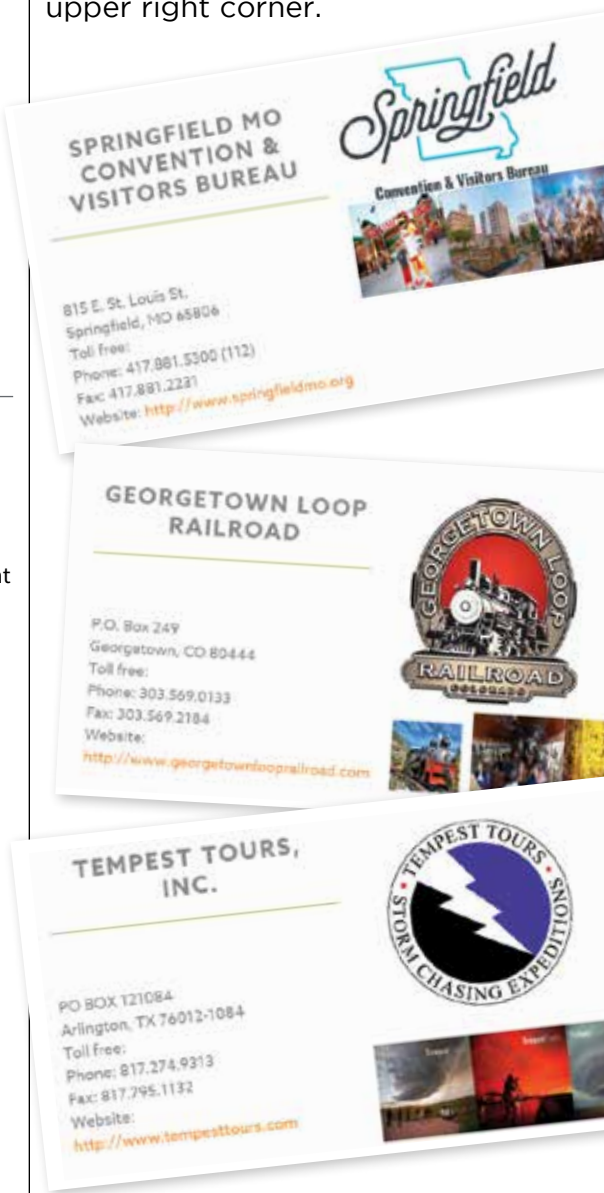 upper right corner.
SPRINGFIELD MO
CONVENTION &
VISITORS BUREAU
Springfield
Convention & Visitors Bureau
815 E. St. Louis St.
Springfield, MO 65806
Toll free:
Phone: 417.881.5300 (112)
Fax: 417.881.2231
Website: http://www.springfieldmo.org
GEORGETOWN LOOP
RAILROAD
GEORGETOWN LOOP
RAILROAD
COLORADO
P.O. Box 249
Georgetown, CO 80444
Toll free:
Phone: 303.569.0133
Fax: 303.569.2184
Website:
http://www.georgetownlooprailroad.com
TEMPEST TOURS,
INC.
TEMPEST TOURS
STORM CHASING EXPEDITIONS
PO BOX 121084
Arlington, TX 76012-1084
Toll free:
Phone: 817.274.9313
Fax: 817.795.1132
Website:
http://www.tempesttours.com